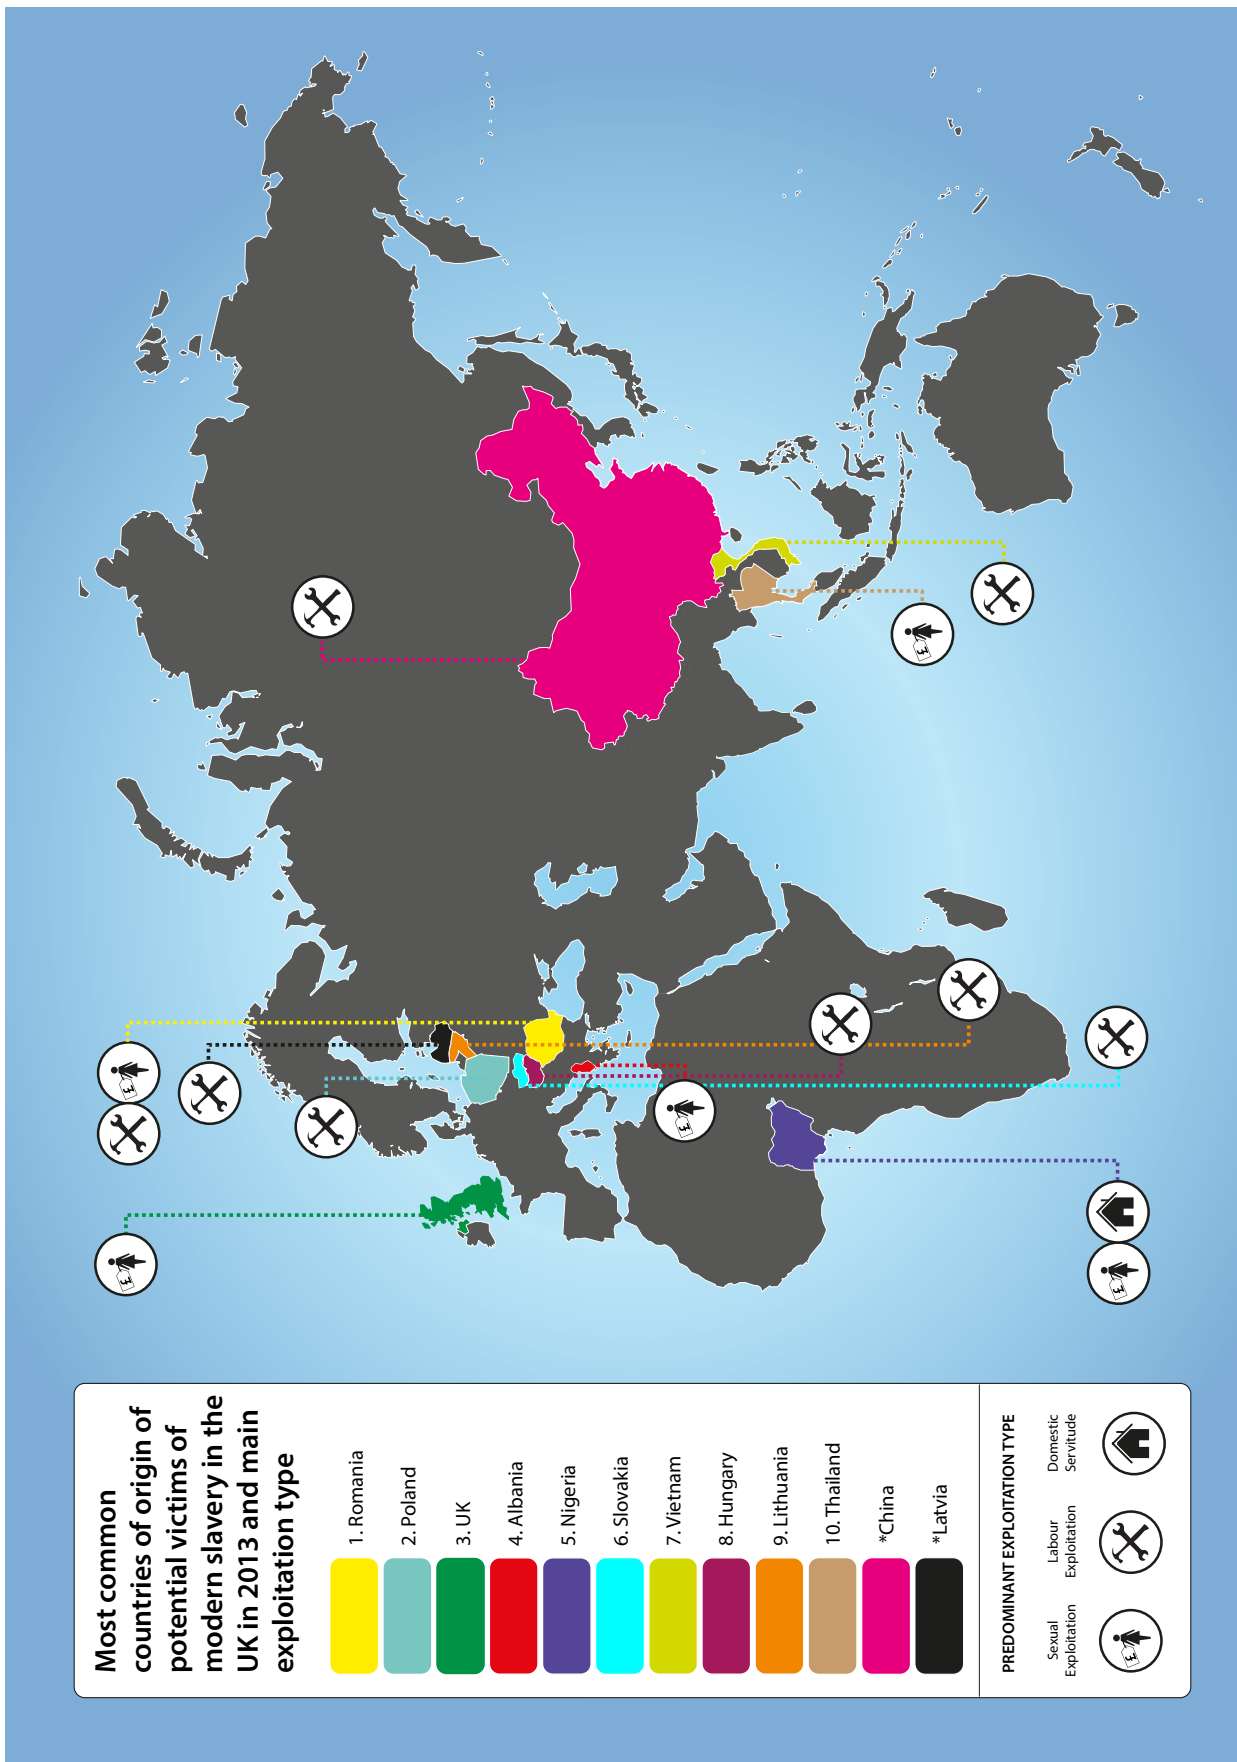 Most common
countries of origin of
potential victims of
modern slavery in the
UK in 2013 and main
exploitation type
1. Romania
2. Poland
3. UK
4. Albania
5. Nigeria
6. Slovakia
7. Vietnam
8. Hungary
9. Lithuania
10. Thailand
*China
*Latvia
PREDOMINANT EXPLOITATION TYPE
Sexual
Exploitation
Labour
Exploitation
Domestic
Servitude
£
£
£
£
£
£